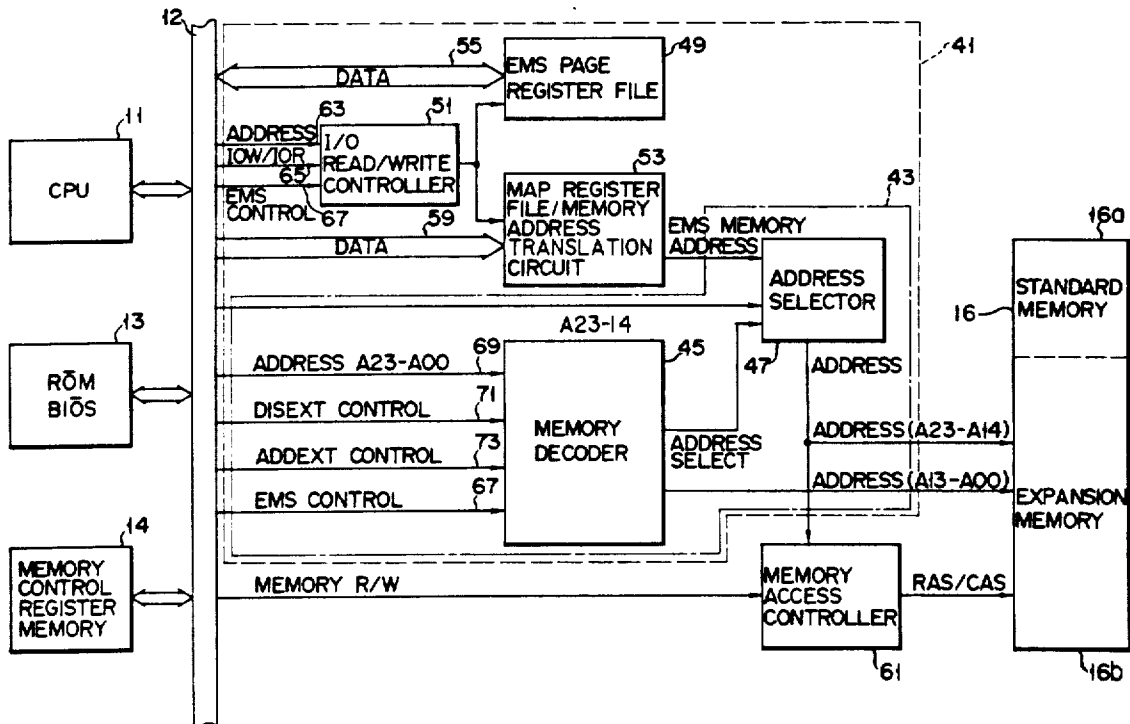 12
55
DATA
49
EMS PAGE
REGISTER FILE
41
11
CPU
ADDRESS
63
IOW/IOR
65
EMS
CONTROL
67
51
I/O
READ/WRITE
CONTROLLER
59
DATA
53
MAP REGISTER
FILE/MEMORY
ADDRESS
TRANSLATION
CIRCUIT
EMS MEMORY
ADDRESS
43
ADDRESS
SELECTOR
47
ADDRESS
16a
STANDARD
MEMORY
16
13
ROM
BIOS
A23-14
ADDRESS A23-A00
69
DISEXT CONTROL
71
ADDEXT CONTROL
73
EMS CONTROL
67
45
MEMORY
DECODER
ADDRESS
SELECT
ADDRESS(A23-A14)
ADDRESS(A13-A00)
EXPANSION
MEMORY
14
MEMORY
CONTROL
REGISTER
MEMORY
MEMORY R/W
MEMORY
ACCESS
CONTROLLER
61
RAS/CAS
16b